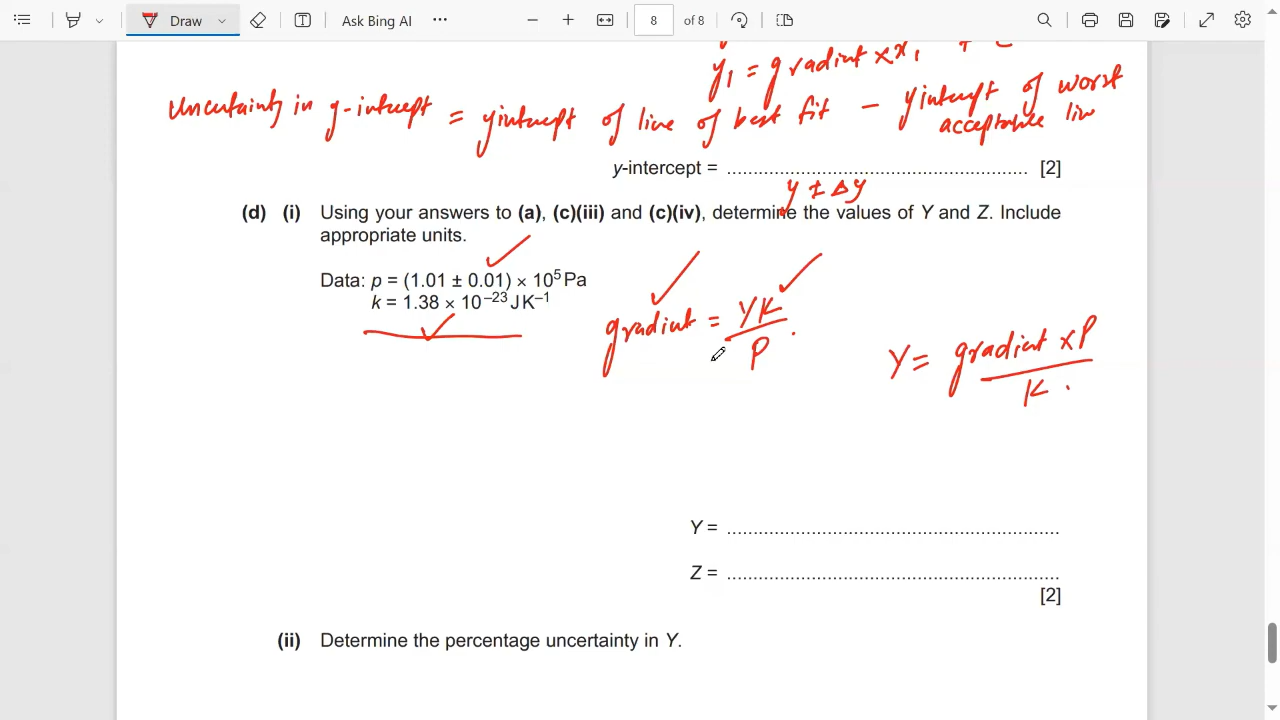 Draw
Ask Bing AI
8 of 8
y1 = gradient × x1 + c
Uncertainty in y-intercept = y intercept of line of best fit – y intercept of worst
acceptable line
y-intercept = ........................................................ [2]
y ± Δy
(d) (i) Using your answers to (a), (c)(iii) and (c)(iv), determine the values of Y and Z. Include
appropriate units.
Data: p = (1.01 ± 0.01) × 10⁵ Pa
k = 1.38 × 10⁻²³ J K⁻¹
gradient = YK / P .
Y = gradient × P / K .
Y = ........................................................
Z = ........................................................
[2]
(ii) Determine the percentage uncertainty in Y.